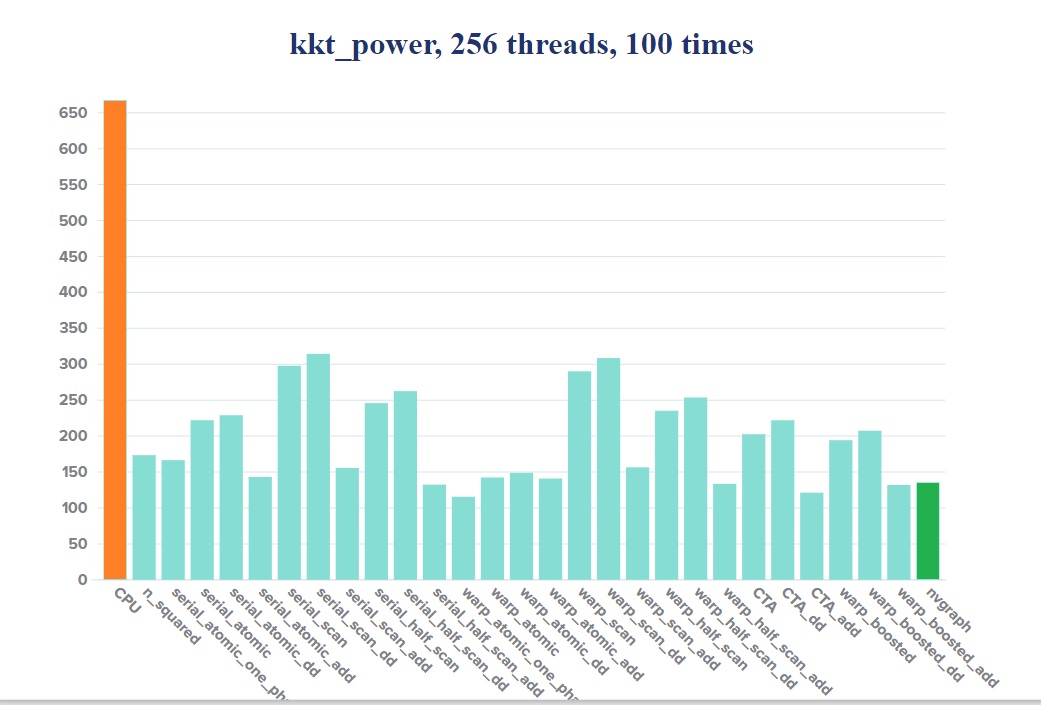 kkt_power, 256 threads, 100 times
650
600
550
500
450
400
350
300
250
200
150
100
50
0
CPU
n_squared
serial_atomic_one_pha
serial_atomic
serial_atomic_dd
serial_atomic_add
serial_scan
serial_scan_dd
serial_scan_add
serial_half_scan
serial_half_scan_dd
serial_half_scan_add
warp_atomic_one_pha
warp_atomic
warp_atomic_dd
warp_atomic_add
warp_scan
warp_scan_dd
warp_scan_add
warp_half_scan
warp_half_scan_dd
warp_half_scan_add
CTA
CTA_dd
CTA_add
warp_boosted
warp_boosted_dd
warp_boosted_add
nvgraph